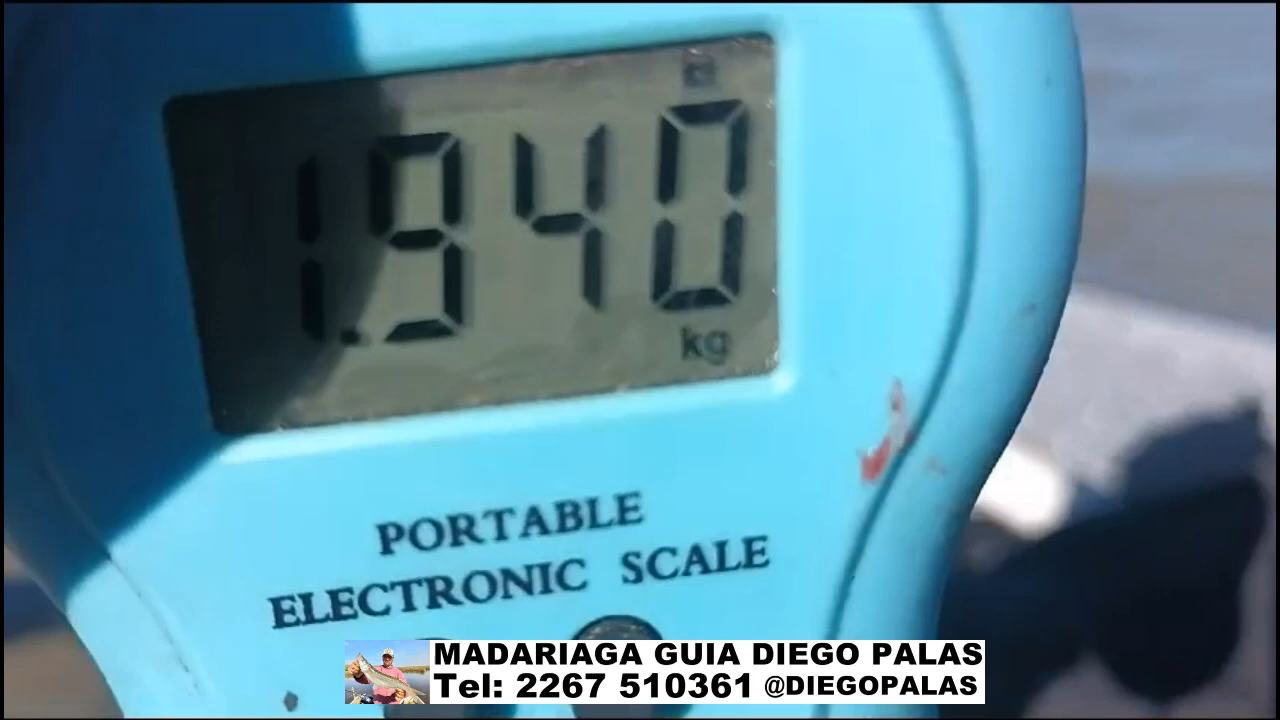 1.940
kg
PORTABLE
ELECTRONIC SCALE
MADARIAGA GUIA DIEGO PALAS
Tel: 2267 510361 @DIEGOPALAS